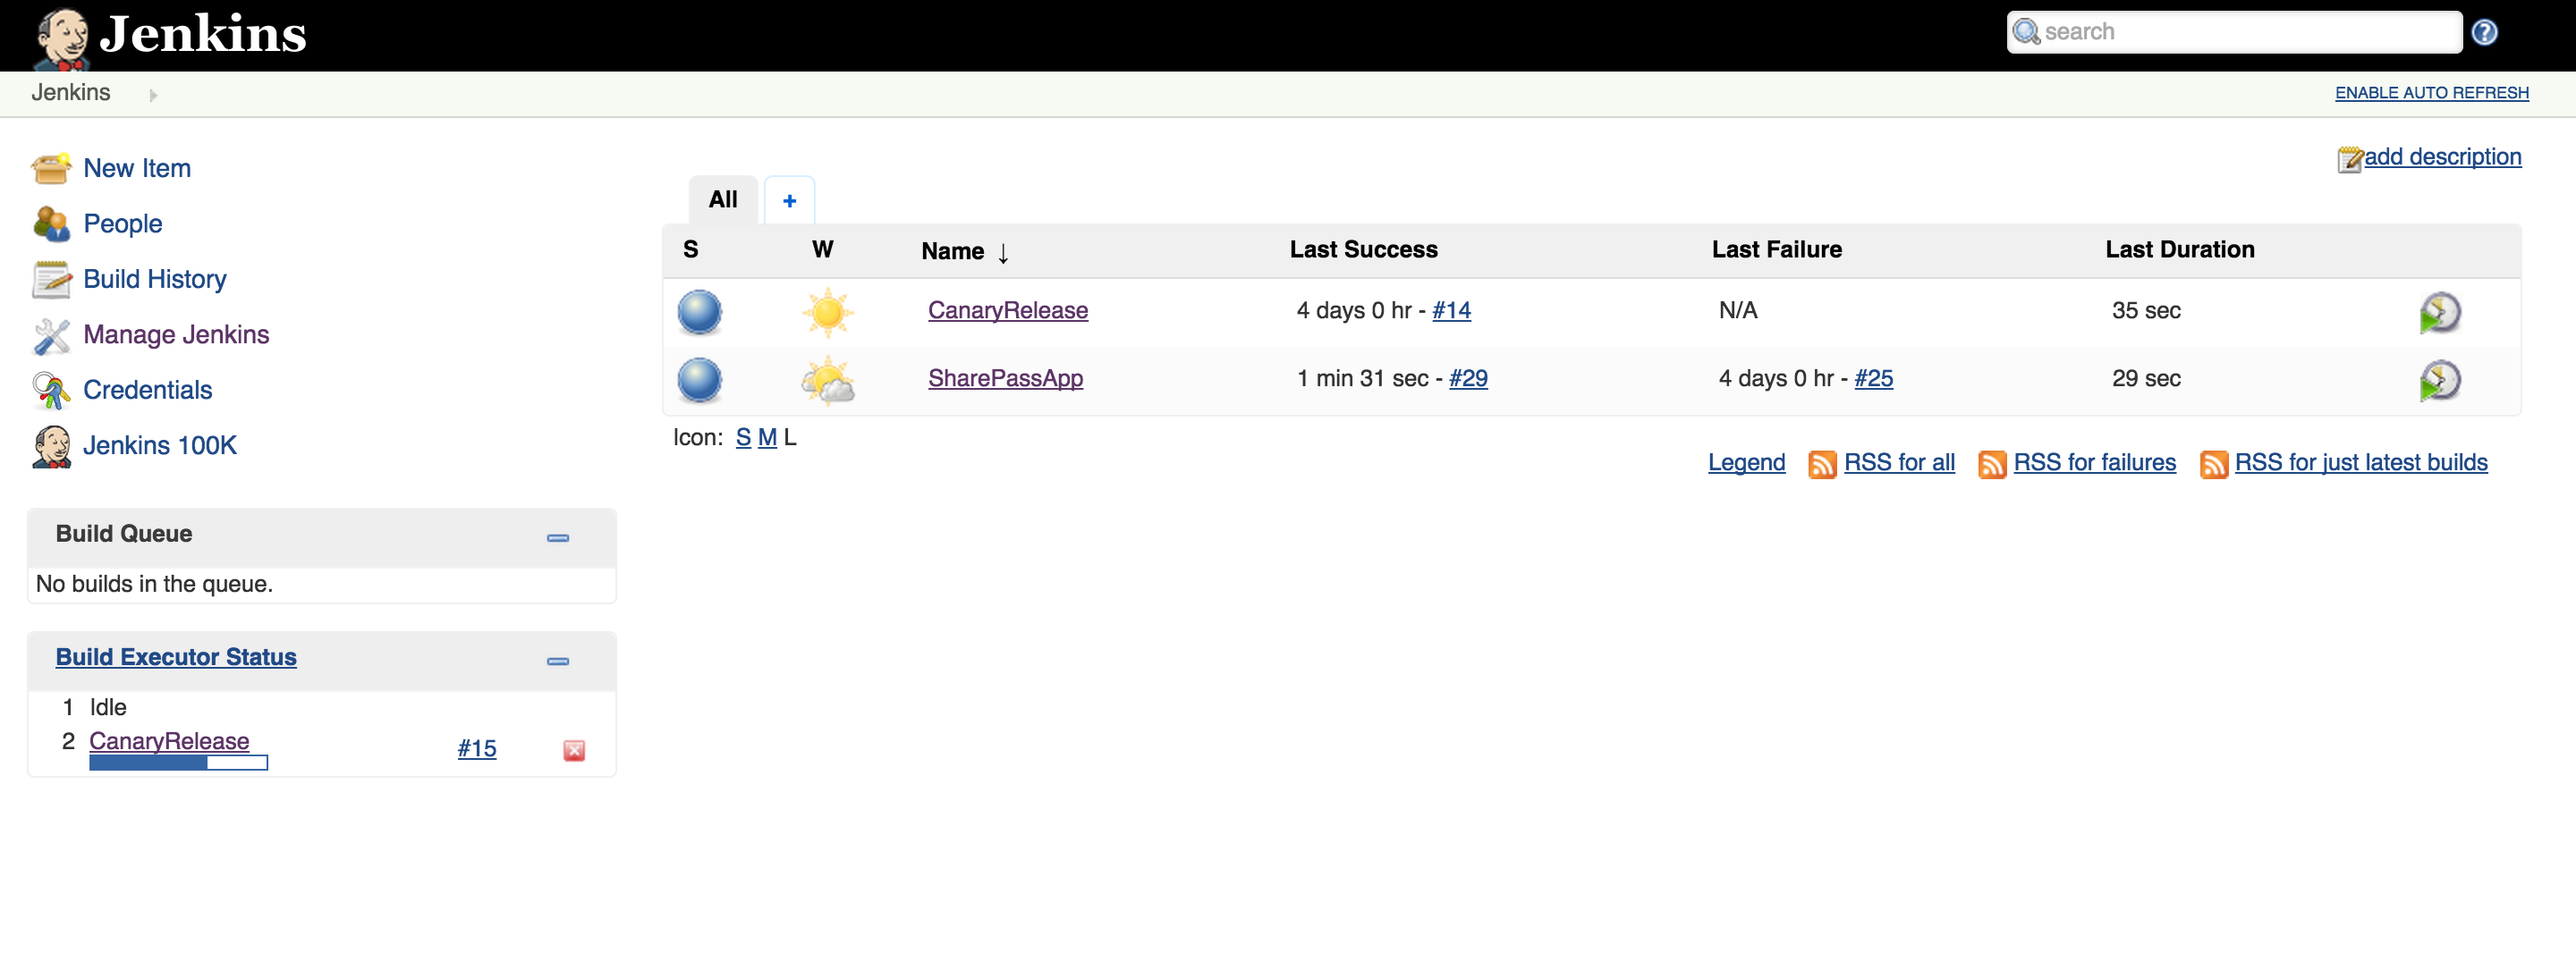 Jenkins
search
Jenkins
ENABLE AUTO REFRESH
New Item
People
Build History
Manage Jenkins
Credentials
Jenkins 100K
Build Queue
No builds in the queue.
Build Executor Status
1 Idle
2 CanaryRelease #15
add description
All +
S W Name ↓ Last Success Last Failure Last Duration
CanaryRelease 4 days 0 hr - #14 N/A 35 sec
SharePassApp 1 min 31 sec - #29 4 days 0 hr - #25 29 sec
Icon: S M L
Legend RSS for all RSS for failures RSS for just latest builds